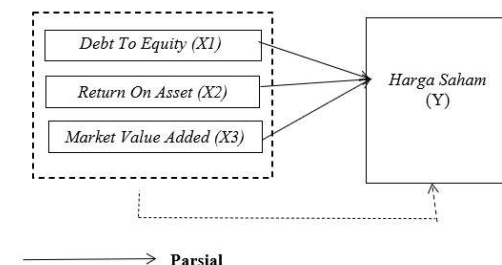 Debt To Equity (X1)
Return On Asset (X2)
Market Value Added (X3)
Harga Saham
(Y)
Parsial